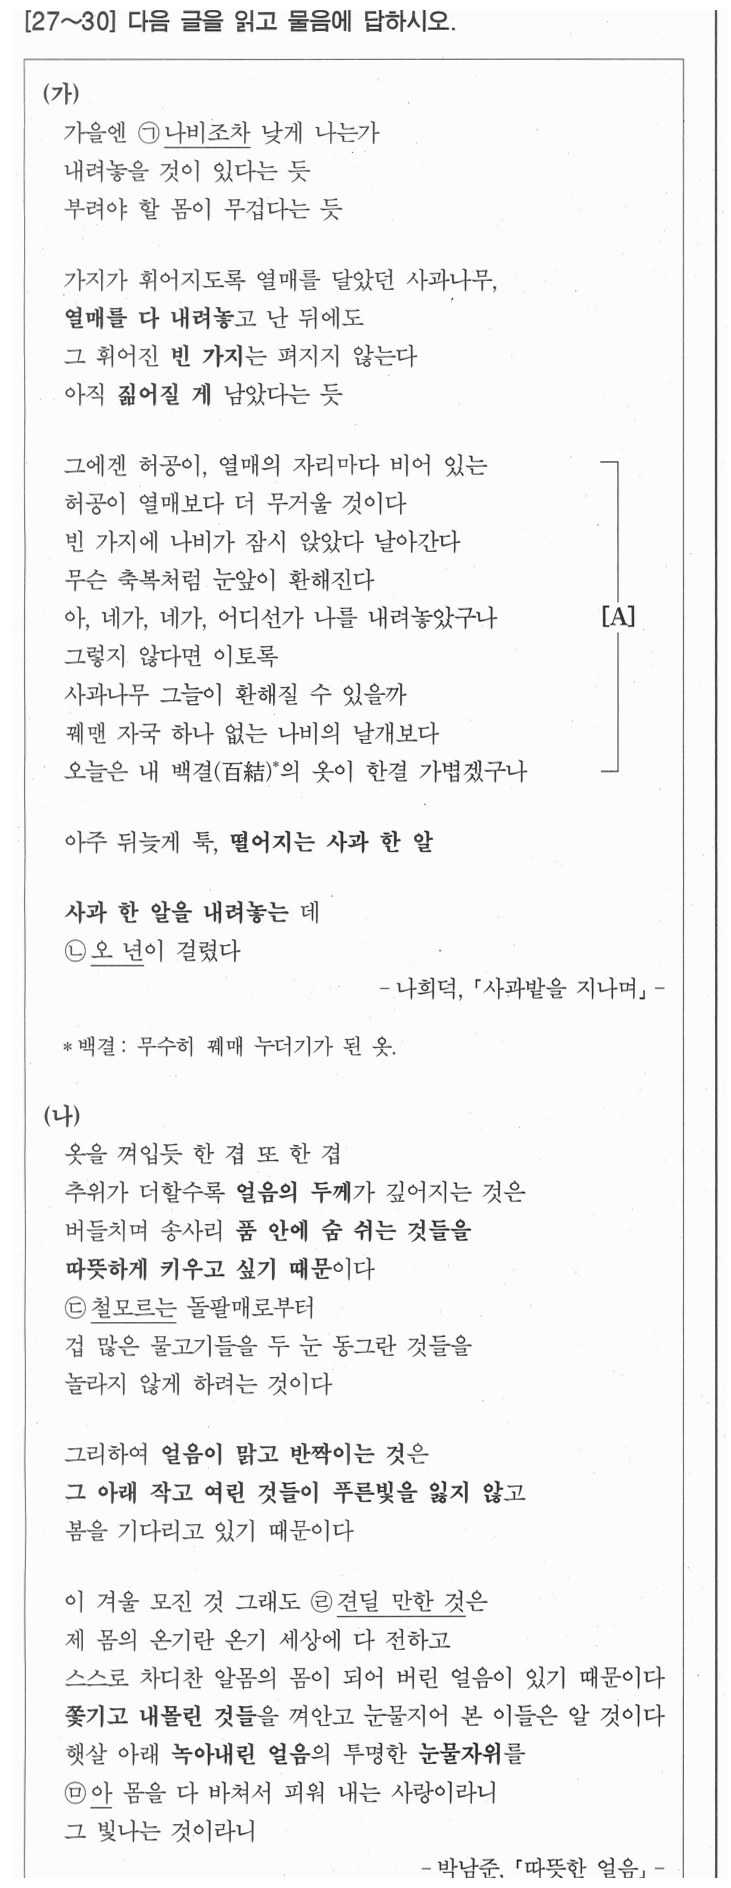 [27~30] 다음 글을 읽고 물음에 답하시오.
(가)
가을엔 ㉠나비조차 낮게 나는가
내려놓을 것이 있다는 듯
부려야 할 몸이 무겁다는 듯
가지가 휘어지도록 열매를 달았던 사과나무,
열매를 다 내려놓고 난 뒤에도
그 휘어진 빈 가지는 펴지지 않는다
아직 짊어질 게 남았다는 듯
그에겐 허공이, 열매의 자리마다 비어 있는
허공이 열매보다 더 무거울 것이다
빈 가지에 나비가 잠시 앉았다 날아간다
무슨 축복처럼 눈앞이 환해진다
아, 네가, 네가, 어디선가 나를 내려놓았구나
[A]
그렇지 않다면 이토록
사과나무 그늘이 환해질 수 있을까
꿰맨 자국 하나 없는 나비의 날개보다
오늘은 내 백결(百結)*의 옷이 한결 가볍겠구나
아주 뒤늦게 툭, 떨어지는 사과 한 알
사과 한 알을 내려놓는 데
㉡오 년이 걸렸다
- 나희덕, 「사과밭을 지나며」 -
* 백결 : 무수히 꿰매 누더기가 된 옷.
(나)
옷을 껴입듯 한 겹 또 한 겹
추위가 더할수록 얼음의 두께가 깊어지는 것은
버들치며 송사리 품 안에 숨 쉬는 것들을
따뜻하게 키우고 싶기 때문이다
㉢철모르는 돌팔매로부터
겁 많은 물고기들을 두 눈 동그란 것들을
놀라지 않게 하려는 것이다
그리하여 얼음이 맑고 반짝이는 것은
그 아래 작고 여린 것들이 푸른빛을 잃지 않고
봄을 기다리고 있기 때문이다
이 겨울 모진 것 그래도 ㉣견딜 만한 것은
제 몸의 온기란 온기 세상에 다 전하고
스스로 차디찬 알몸의 몸이 되어 버린 얼음이 있기 때문이다
쫓기고 내몰린 것들을 껴안고 눈물지어 본 이들은 알 것이다
햇살 아래 녹아내린 얼음의 투명한 눈물자위를
㉤아 몸을 다 바쳐서 피워 내는 사랑이라니
그 빛나는 것이라니
- 박남준, 「따뜻한 얼음」 -